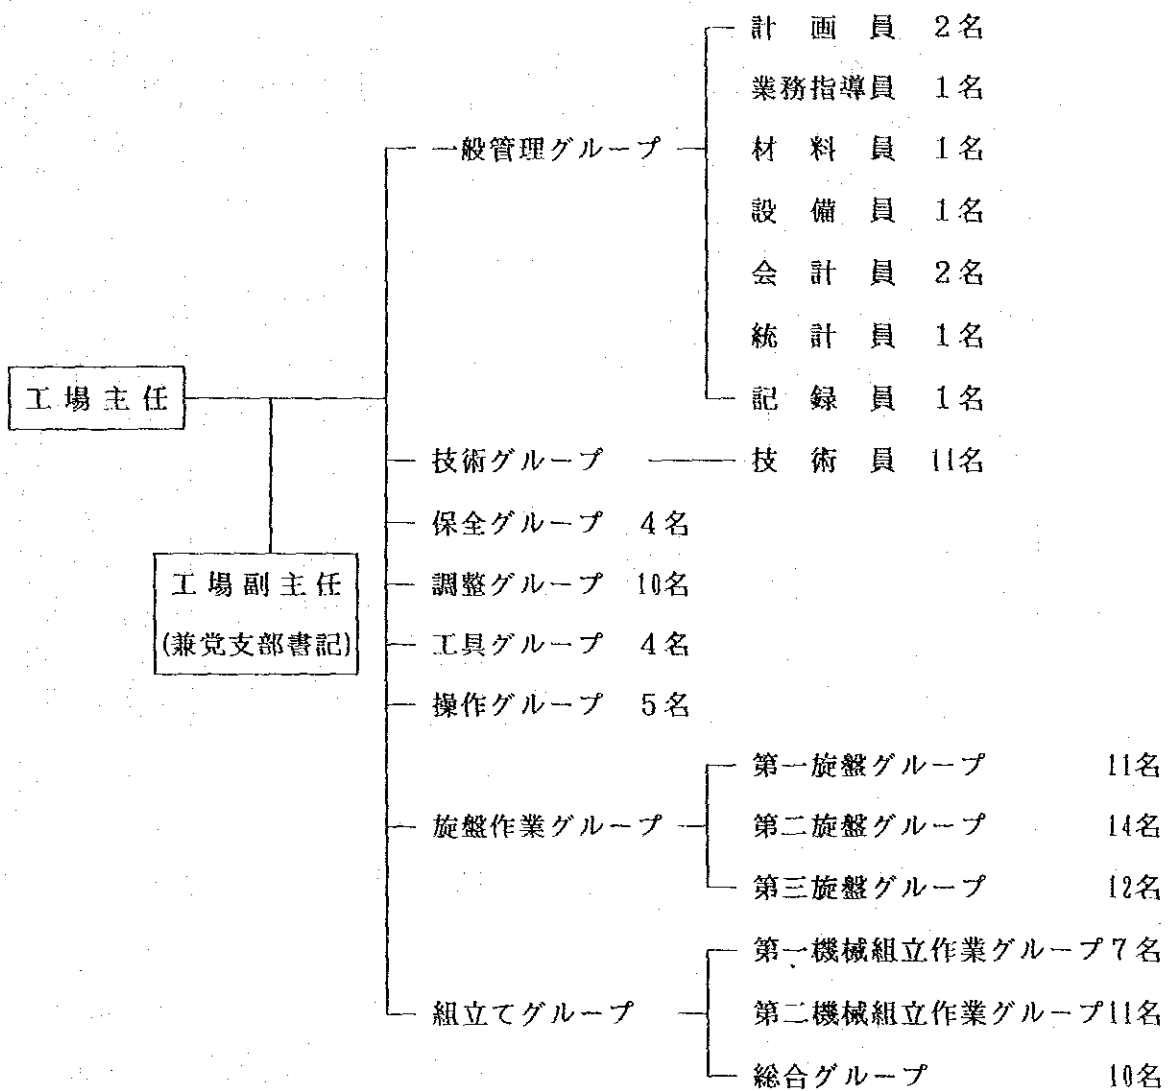 計画員 2名
業務指導員 1名
一般管理グループ
材料員 1名
設備員 1名
会計員 2名
統計員 1名
工場主任
記録員 1名
技術グループ
技術員 11名
保全グループ 4名
工場副主任
(兼党支部書記)
調整グループ 10名
工具グループ 4名
操作グループ 5名
旋盤作業グループ
第一旋盤グループ 11名
第二旋盤グループ 14名
第三旋盤グループ 12名
組立てグループ
第一機械組立作業グループ7名
第二機械組立作業グループ11名
総合グループ 10名